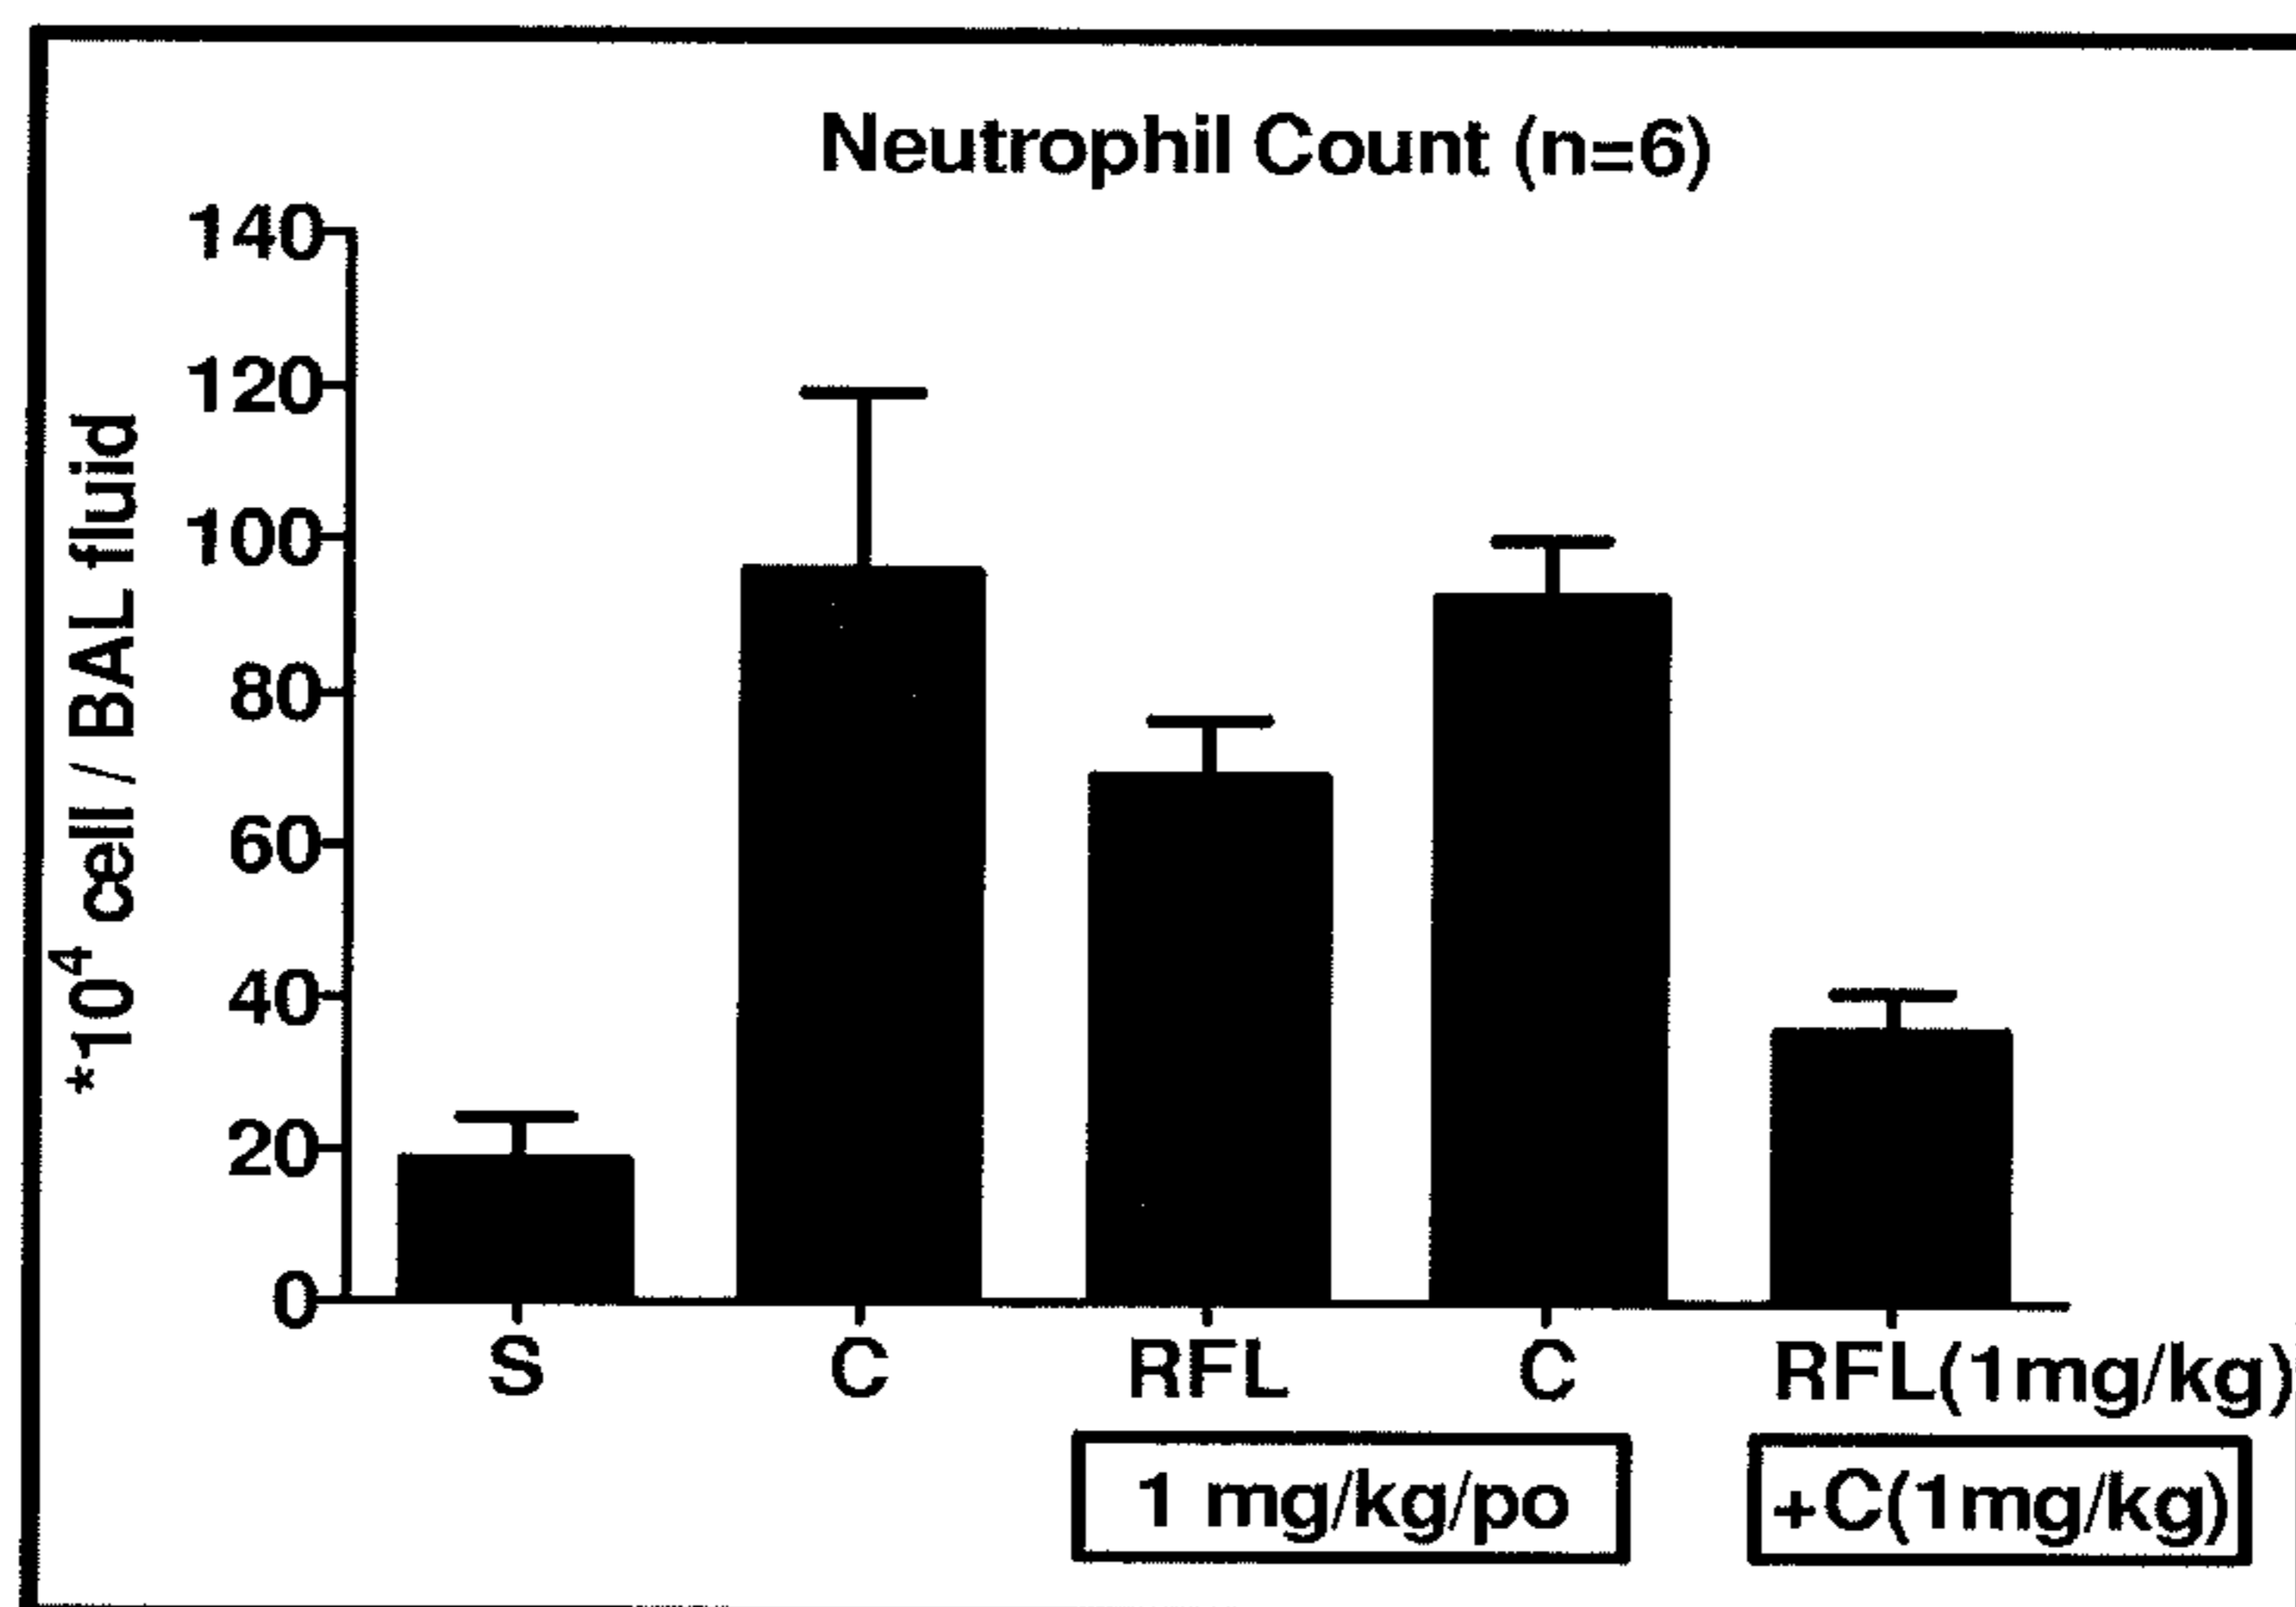 Neutrophil Count (n=6)
*10⁴ cell / BAL fluid
140
120
100
80
60
40
20
0
S C RFL C RFL(1mg/kg)
1 mg/kg/po +C(1mg/kg)